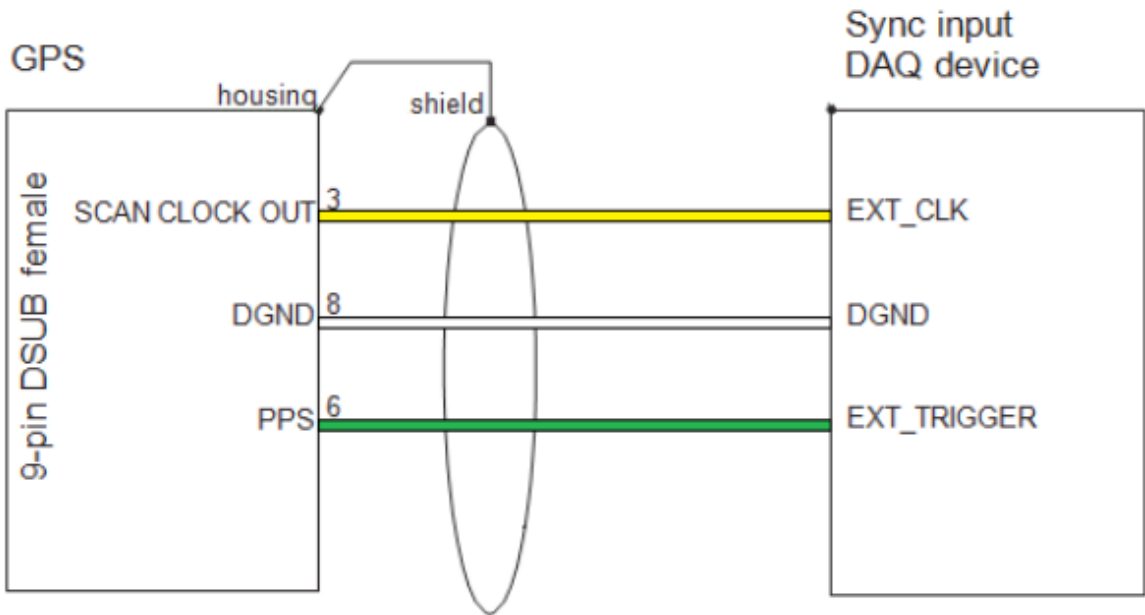 GPS
Sync input
DAQ device
housing
shield
9-pin DSUB female
SCAN CLOCK OUT
3
EXT_CLK
DGND
8
DGND
PPS
6
EXT_TRIGGER